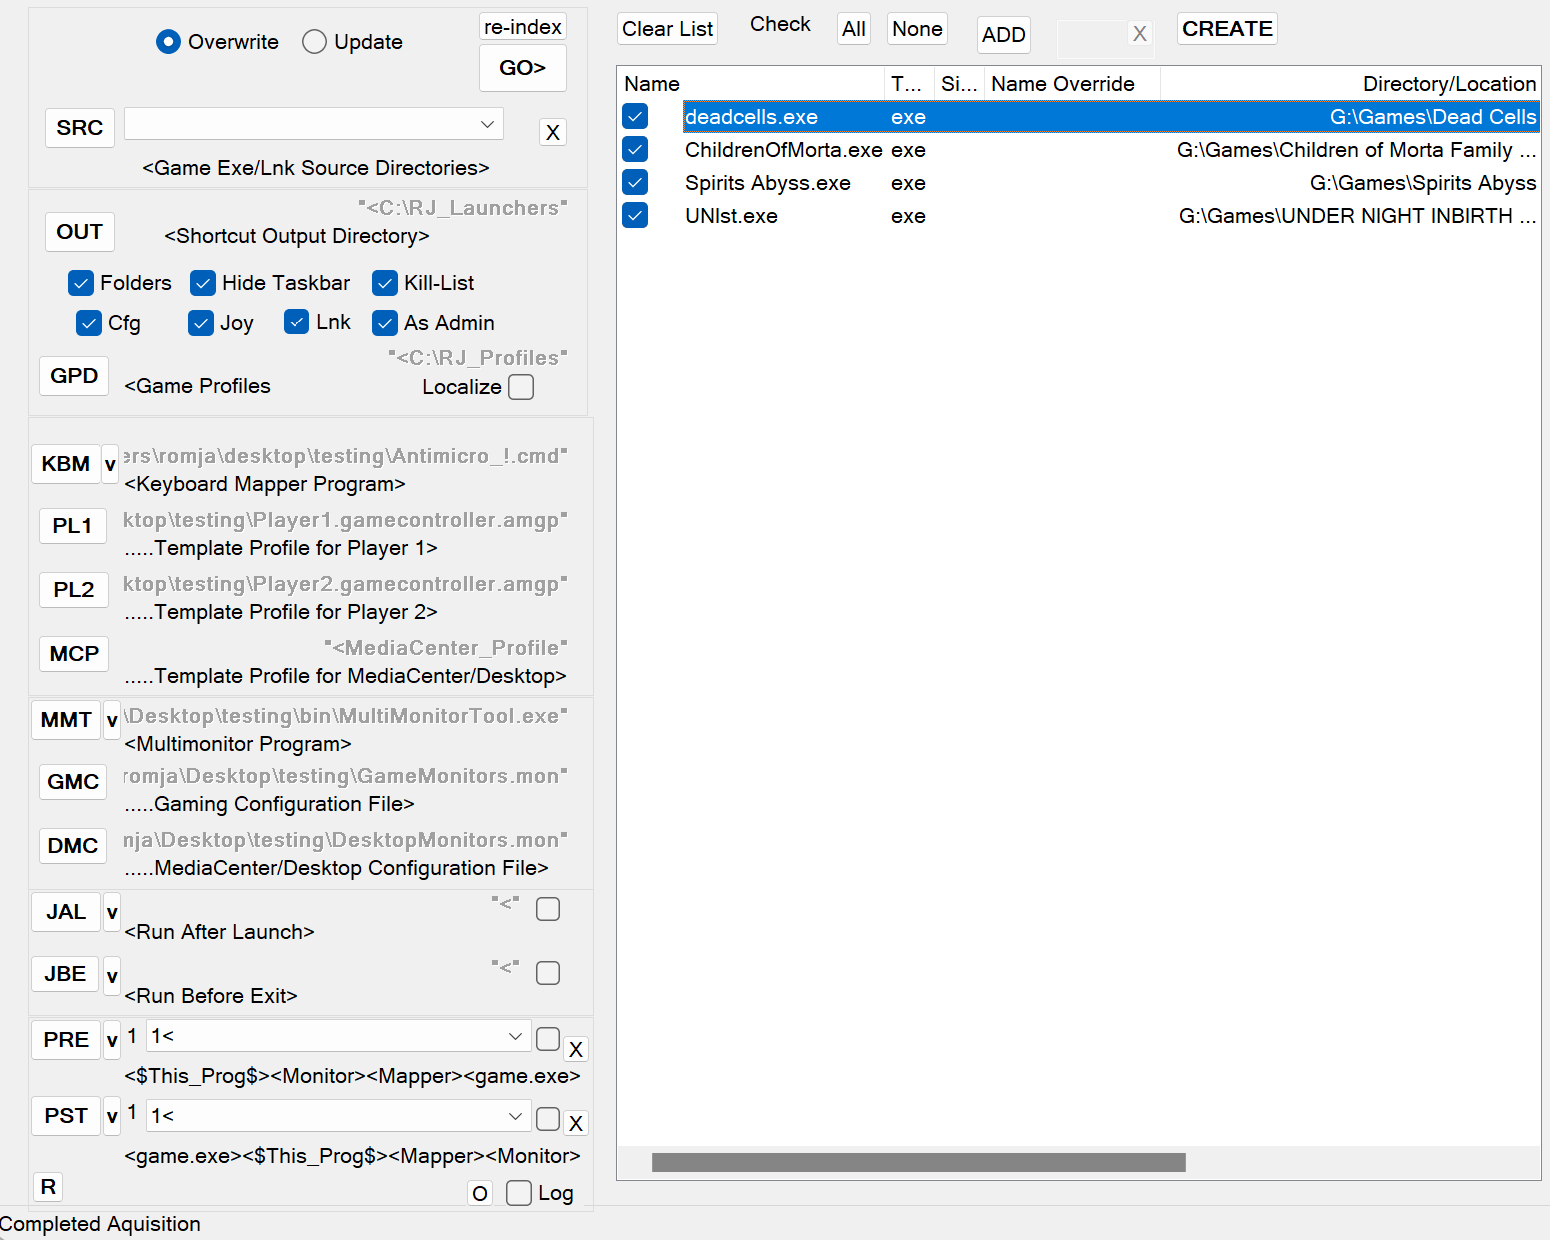 Overwrite Update re-index
GO>
SRC X
<Game Exe/Lnk Source Directories>
"<C:\RJ_Launchers"
OUT <Shortcut Output Directory>
Folders Hide Taskbar Kill-List
Cfg Joy Lnk As Admin
"<C:\RJ_Profiles"
GPD <Game Profiles Localize
KBM v ers\romja\desktop\testing\Antimicro_!.cmd"
<Keyboard Mapper Program>
PL1 ktop\testing\Player1.gamecontroller.amgp"
.....Template Profile for Player 1>
PL2 ktop\testing\Player2.gamecontroller.amgp"
.....Template Profile for Player 2>
MCP "<MediaCenter_Profile"
.....Template Profile for MediaCenter/Desktop>
MMT v \Desktop\testing\bin\MultiMonitorTool.exe"
<Multimonitor Program>
GMC romja\Desktop\testing\GameMonitors.mon"
.....Gaming Configuration File>
DMC mja\Desktop\testing\DesktopMonitors.mon"
.....MediaCenter/Desktop Configuration File>
JAL v "<"
<Run After Launch>
JBE v "<"
<Run Before Exit>
PRE v 1 1< X
<$This_Prog$><Monitor><Mapper><game.exe>
PST v 1 1< X
<game.exe><$This_Prog$><Mapper><Monitor>
R O Log
Completed Aquisition
Clear List Check All None ADD X CREATE
Name T... Si... Name Override Directory/Location
deadcells.exe exe G:\Games\Dead Cells
ChildrenOfMorta.exe exe G:\Games\Children of Morta Family ...
Spirits Abyss.exe exe G:\Games\Spirits Abyss
UNIst.exe exe G:\Games\UNDER NIGHT INBIRTH ...